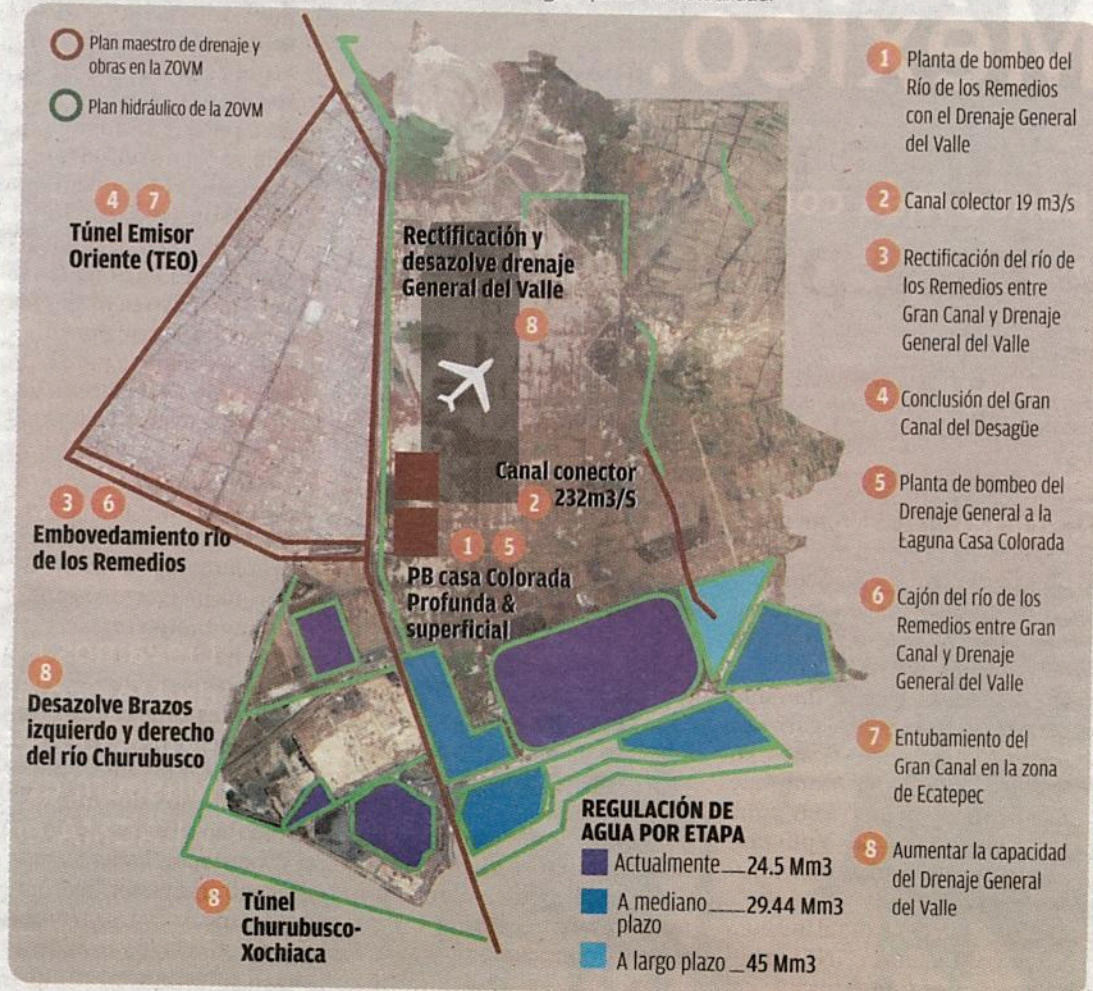 Plan maestro de drenaje y
obras en la ZOVM
Plan hidráulico de la ZOVM
4 7
Túnel Emisor
Oriente (TEO)
Rectificación y
desazolve drenaje
General del Valle
8
Canal conector
2 232m3/S
3 6
Embovedamiento río
de los Remedios
1 5
PB casa Colorada
Profunda &
superficial
8
Desazolve Brazos
izquierdo y derecho
del río Churubusco
8 Túnel
Churubusco-
Xochiaca
REGULACIÓN DE
AGUA POR ETAPA
Actualmente 24.5 Mm3
A mediano 29.44 Mm3
plazo
A largo plazo 45 Mm3
1 Planta de bombeo del
Río de los Remedios
con el Drenaje General
del Valle
2 Canal colector 19 m3/s
3 Rectificación del río de
los Remedios entre
Gran Canal y Drenaje
General del Valle
4 Conclusión del Gran
Canal del Desagüe
5 Planta de bombeo del
Drenaje General a la
Laguna Casa Colorada
6 Cajón del río de los
Remedios entre Gran
Canal y Drenaje
General del Valle
7 Entubamiento del
Gran Canal en la zona
de Ecatepec
8 Aumentar la capacidad
del Drenaje General
del Valle